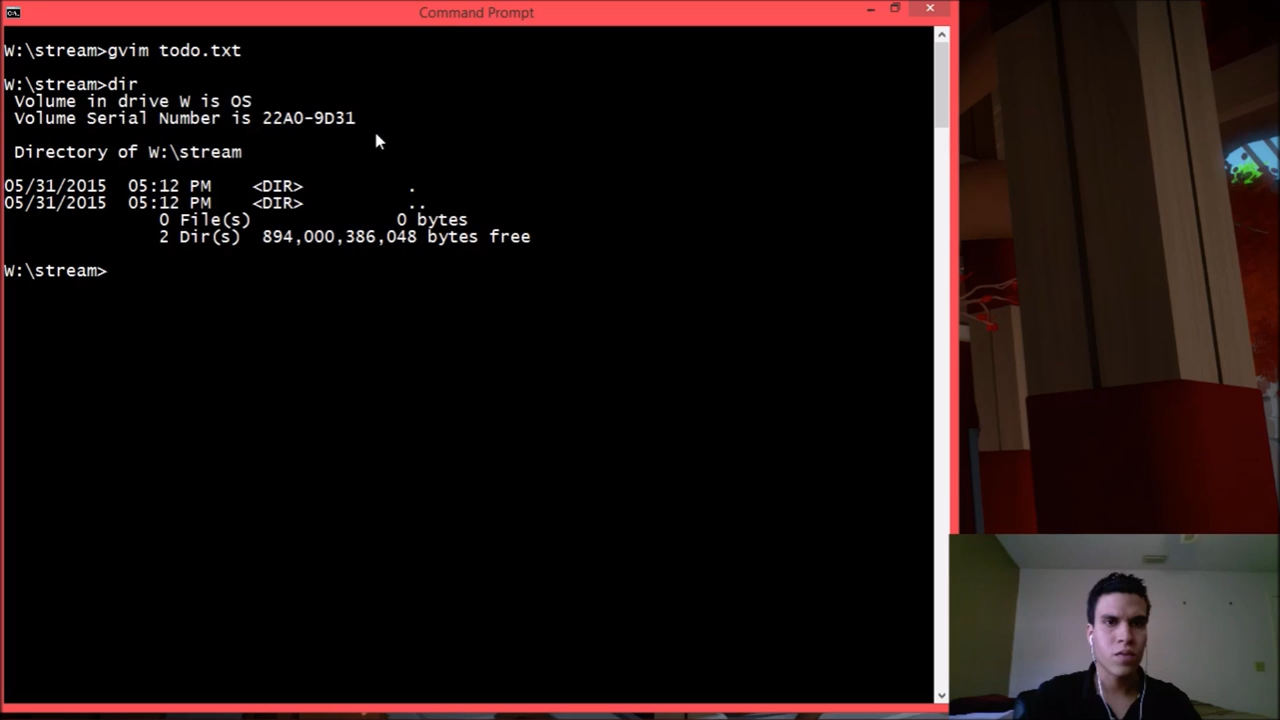 Command Prompt
W:\stream>gvim todo.txt
W:\stream>dir
Volume in drive W is OS
Volume Serial Number is 22A0-9D31
Directory of W:\stream
05/31/2015 05:12 PM <DIR> .
05/31/2015 05:12 PM <DIR> ..
0 File(s) 0 bytes
2 Dir(s) 894,000,386,048 bytes free
W:\stream>